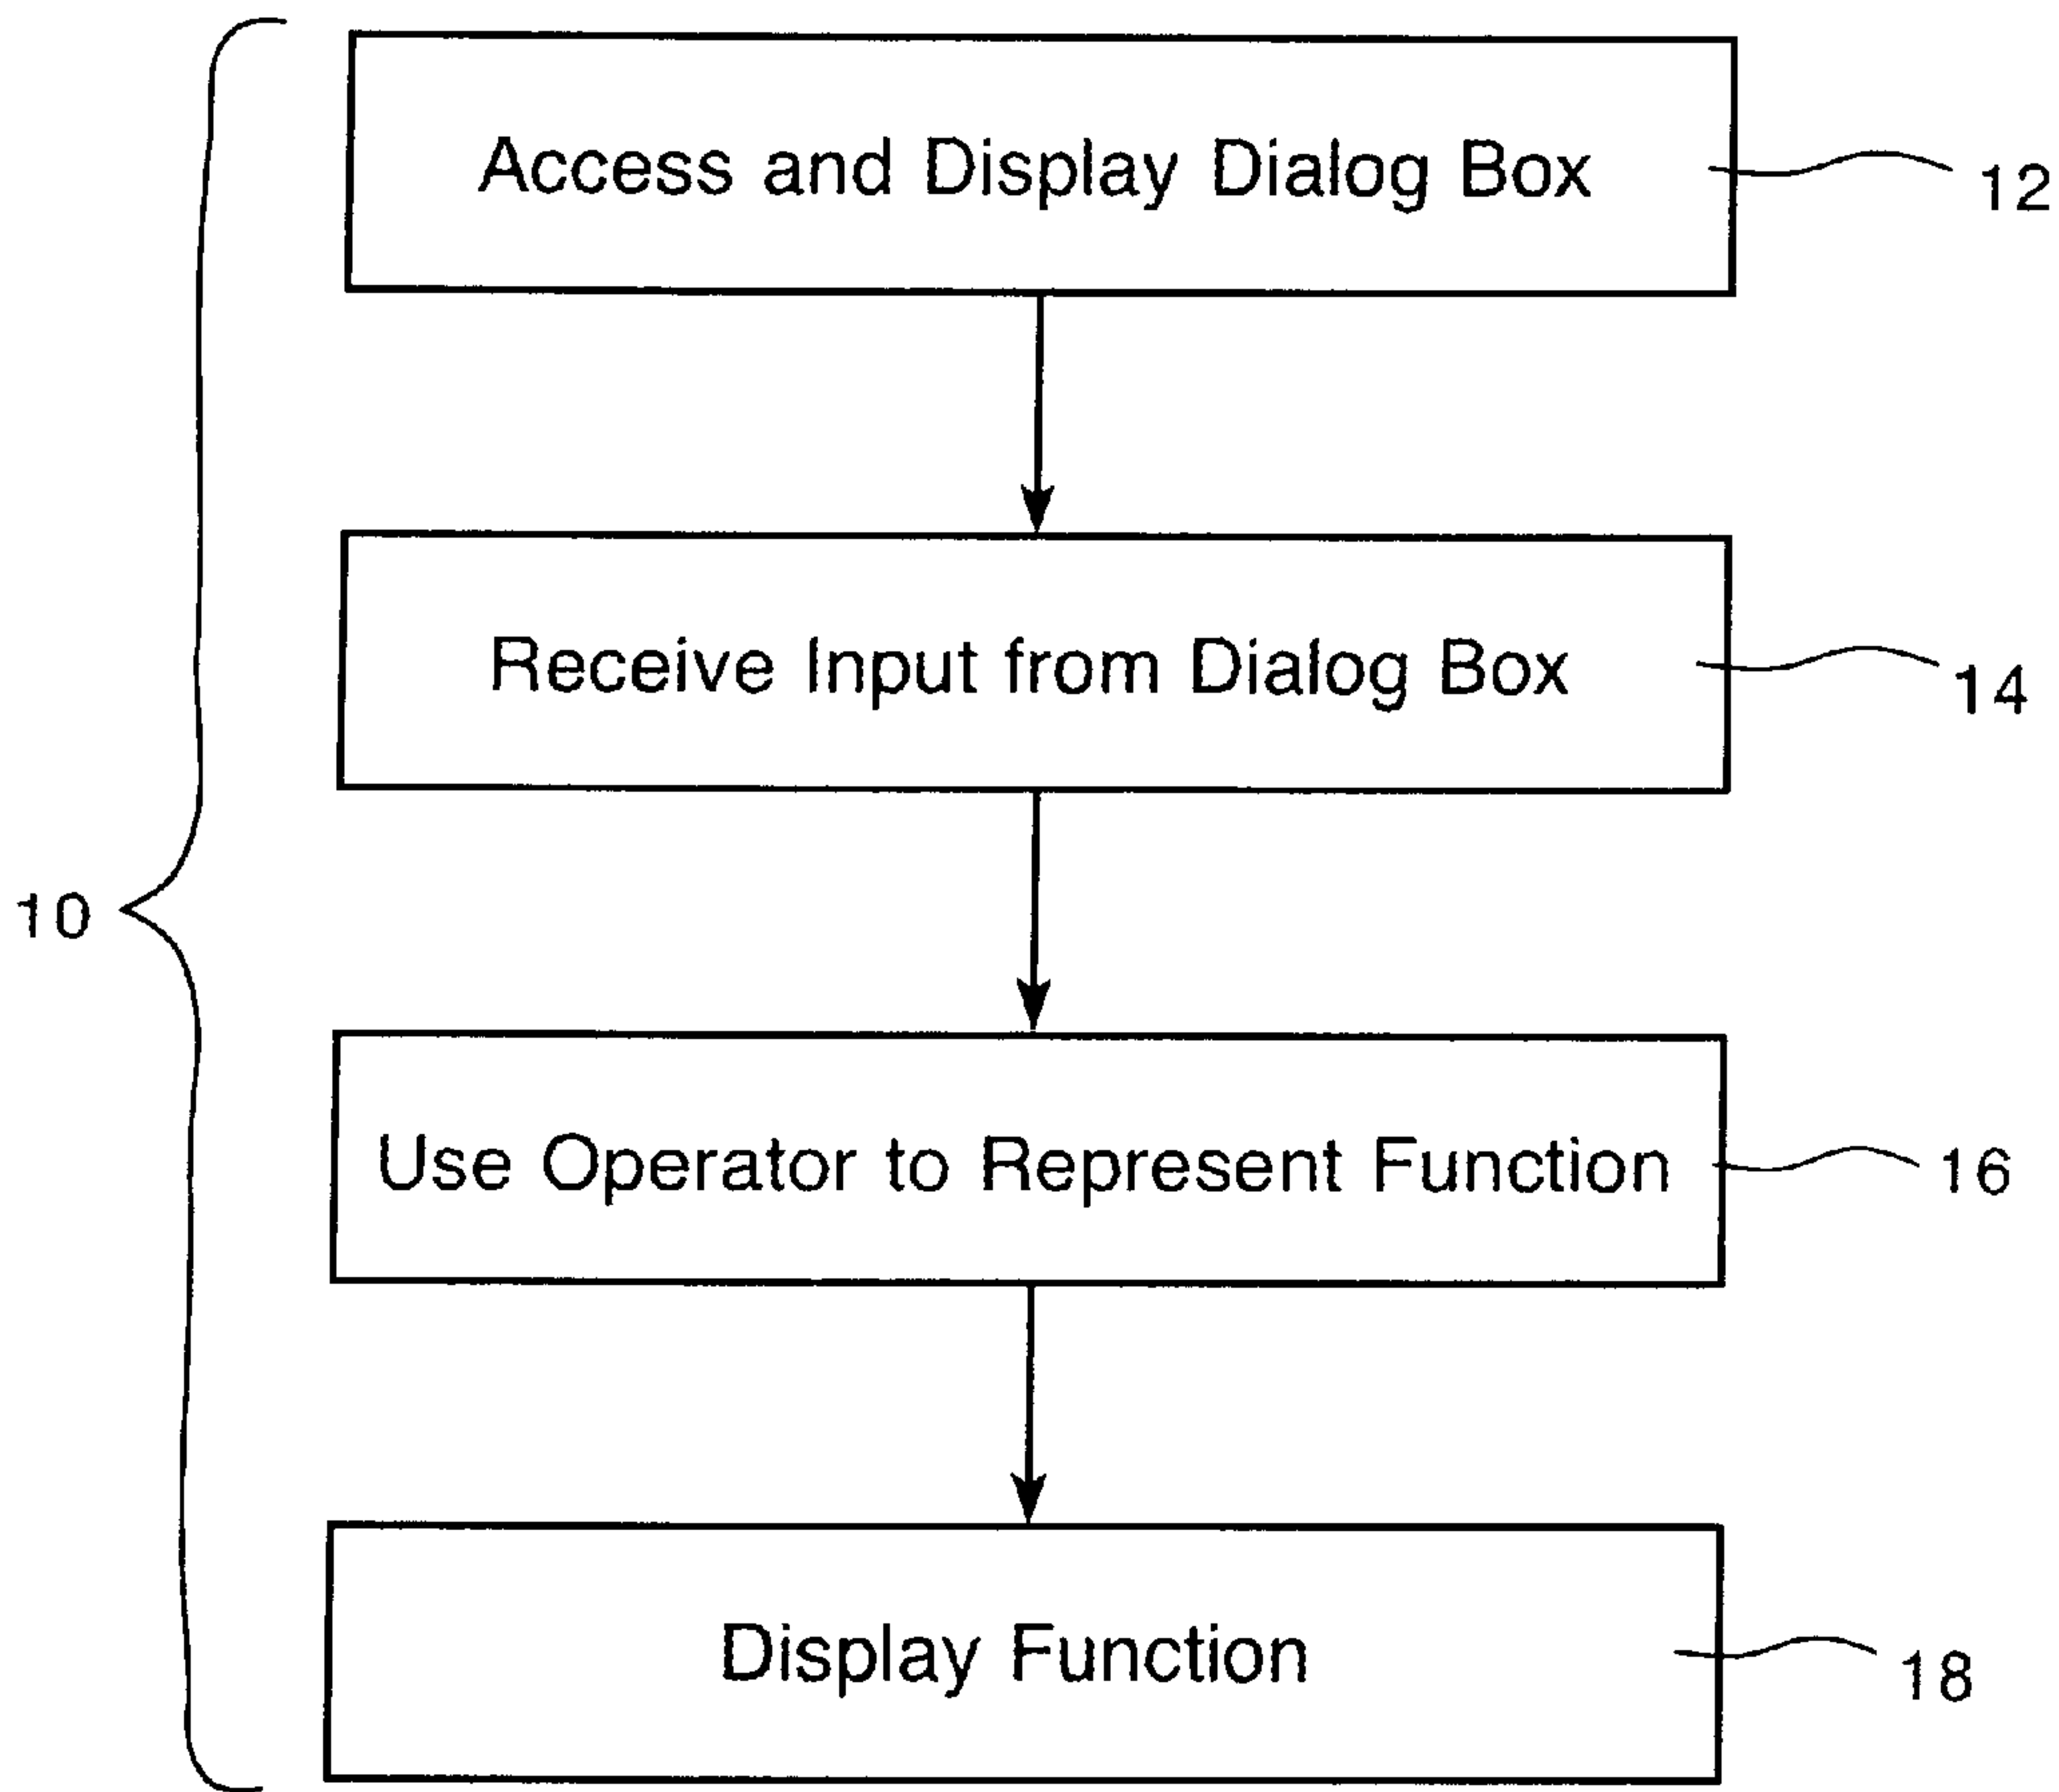 Access and Display Dialog Box
12
Receive Input from Dialog Box
14
10
Use Operator to Represent Function
16
Display Function
18